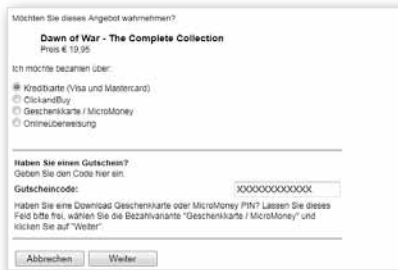 Möchten Sie dieses Angebot wahrnehmen?
Dawn of War - The Complete Collection
Preis € 19,95
Ich möchte bezahlen über:
Kreditkarte (Visa und Mastercard)
ClickandBuy
Geschenkkarte / MicroMoney
Onlineüberweisung
Haben Sie einen Gutschein?
Geben Sie den Code hier ein.
Gutscheincode: XXXXXXXXXXXX
Haben Sie eine Download Geschenkkarte oder MicroMoney PIN? Lassen Sie dieses
Feld bitte frei, wählen Sie die Bezahlvariante "Geschenkkarte / MicroMoney" und
klicken Sie auf "Weiter".
Abbrechen Weiter